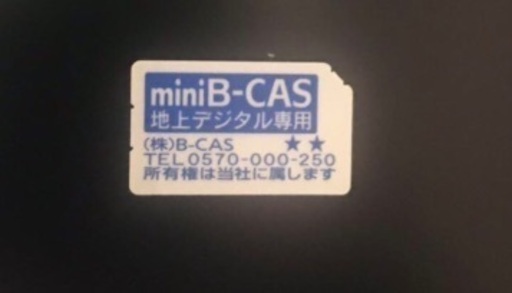 miniB-CAS
地上デジタル専用
(株)B-CAS ★★
TEL 0570-000-250
所有権は当社に属します